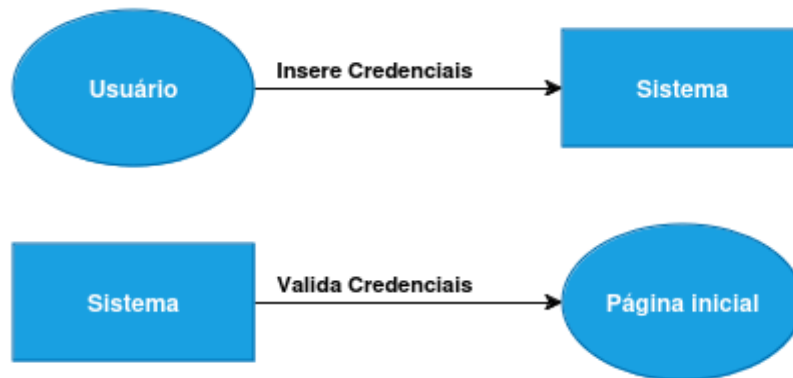 Usuário
Insere Credenciais
Sistema
Sistema
Valida Credenciais
Página inicial